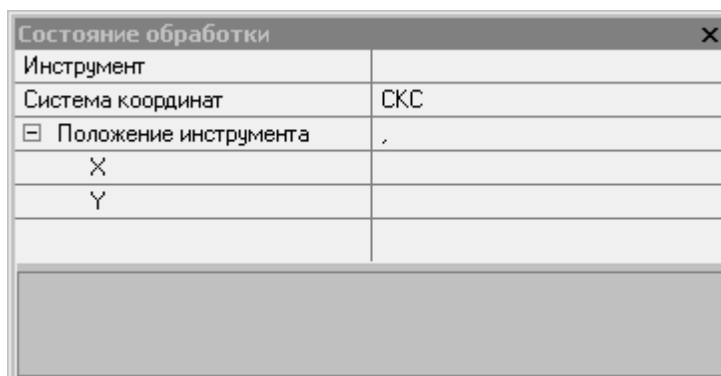 Состояние обработки
Инструмент
Система координат СКС
Положение инструмента ,
X
Y